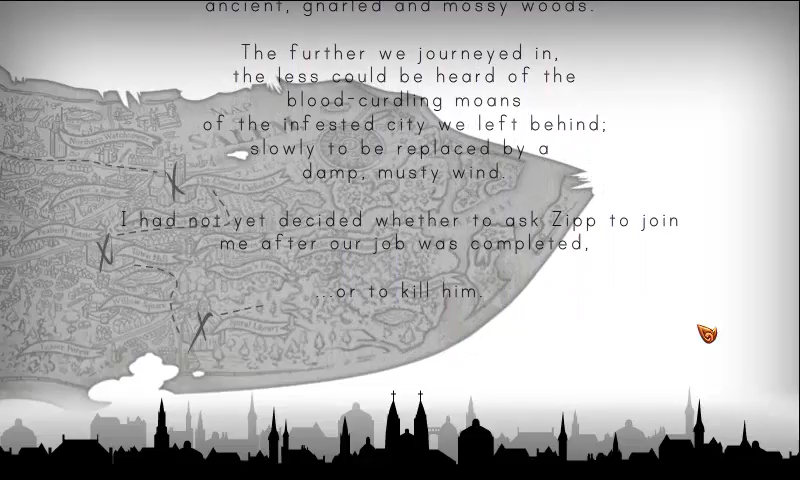 ancient, gnarled and mossy woods.
The further we journeyed in,
the less could be heard of the
blood-curdling moans
of the infested city we left behind;
slowly to be replaced by a
damp, musty wind.
I had not yet decided whether to ask Zipp to join
me after our job was completed,
...or to kill him.